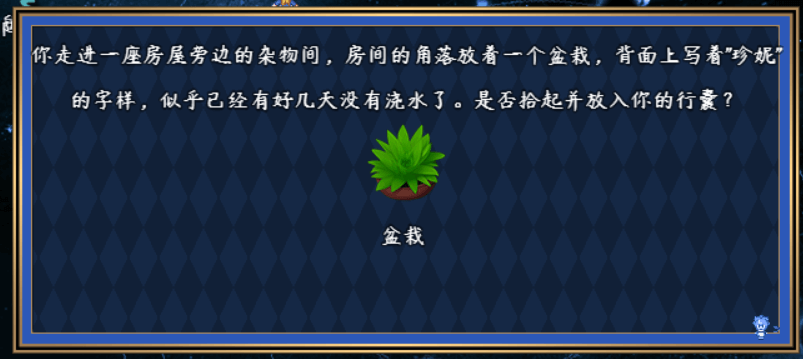 你走进一座房屋旁边的杂物间，房间的角落放着一个盆栽，背面上写着"珍妮"
的字样，似乎已经有好几天没有浇水了。是否拾起并放入你的行囊？
盆栽